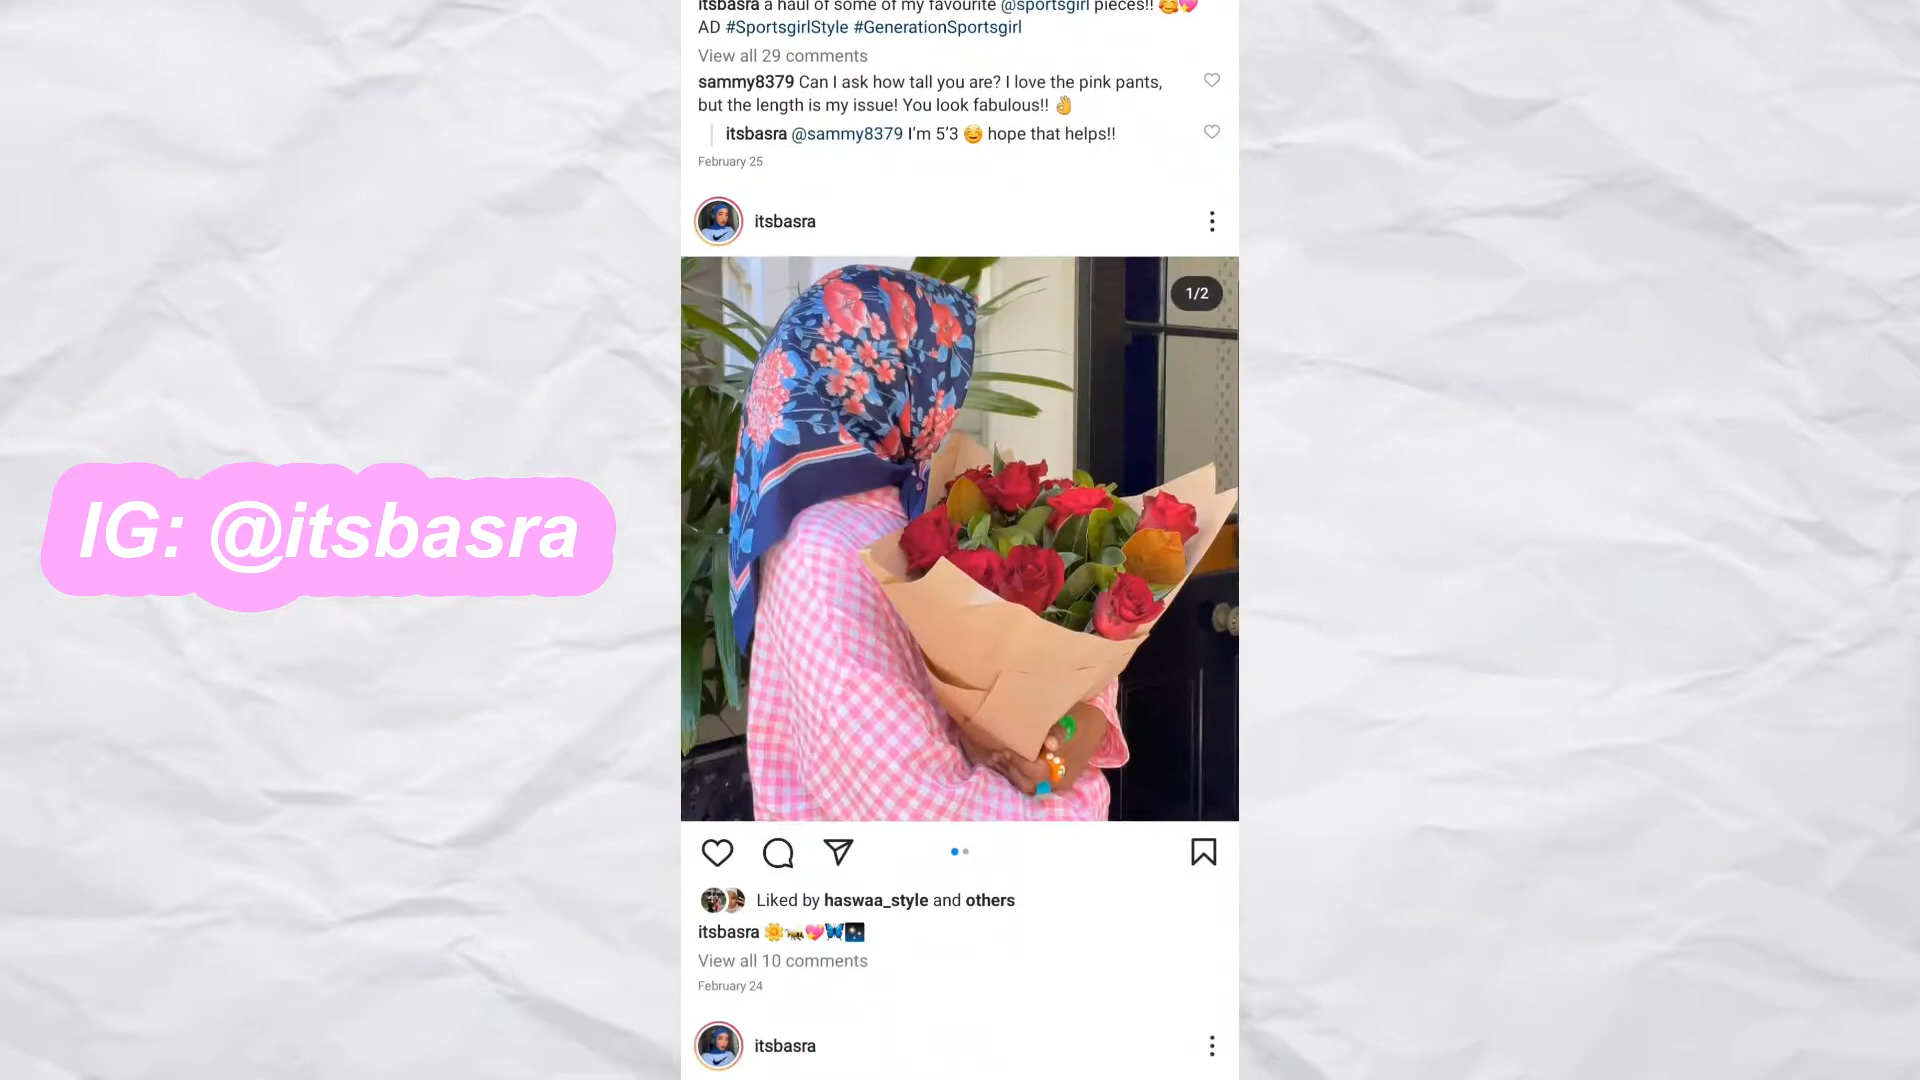 itsbasra a haul of some of my favourite @sportsgirl pieces!! 🥰💖
AD #SportsgirlStyle #GenerationSportsgirl
View all 29 comments
sammy8379 Can I ask how tall you are? I love the pink pants,
but the length is my issue! You look fabulous!! 👌
itsbasra @sammy8379 I’m 5’3 ☺️ hope that helps!!
February 25
itsbasra
1/2
IG: @itsbasra
Liked by haswaa_style and others
itsbasra 🌼🐝💖🦋🎆
View all 10 comments
February 24
itsbasra